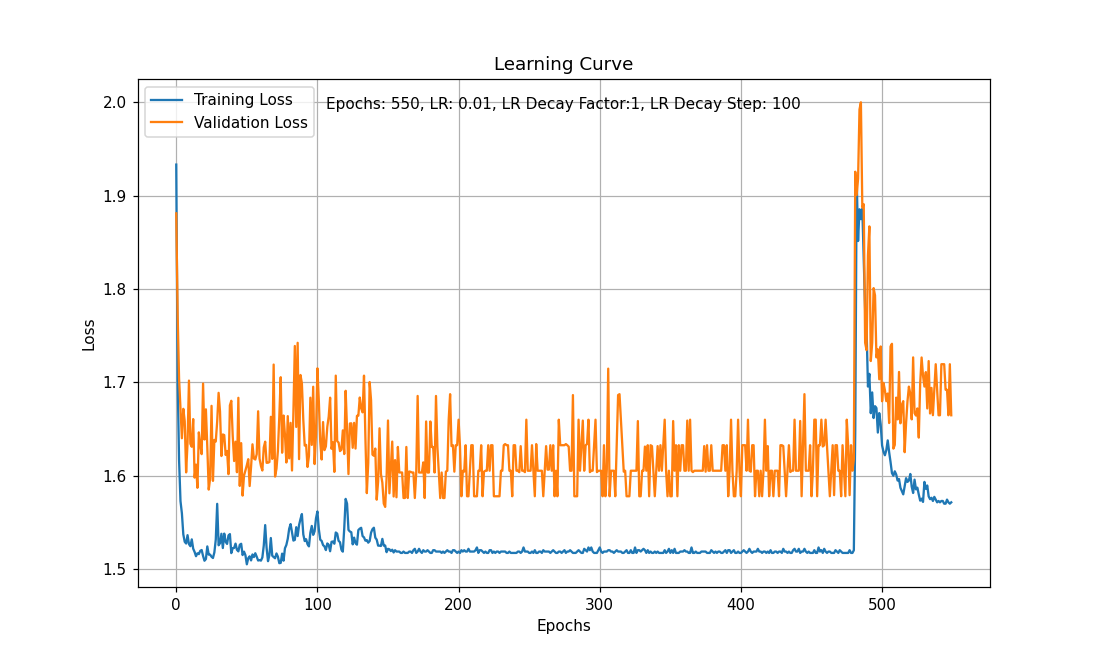 Learning Curve
Training Loss
Validation Loss
Epochs: 550, LR: 0.01, LR Decay Factor:1, LR Decay Step: 100
2.0
1.9
1.8
1.7
1.6
1.5
Loss
0 100 200 300 400 500
Epochs